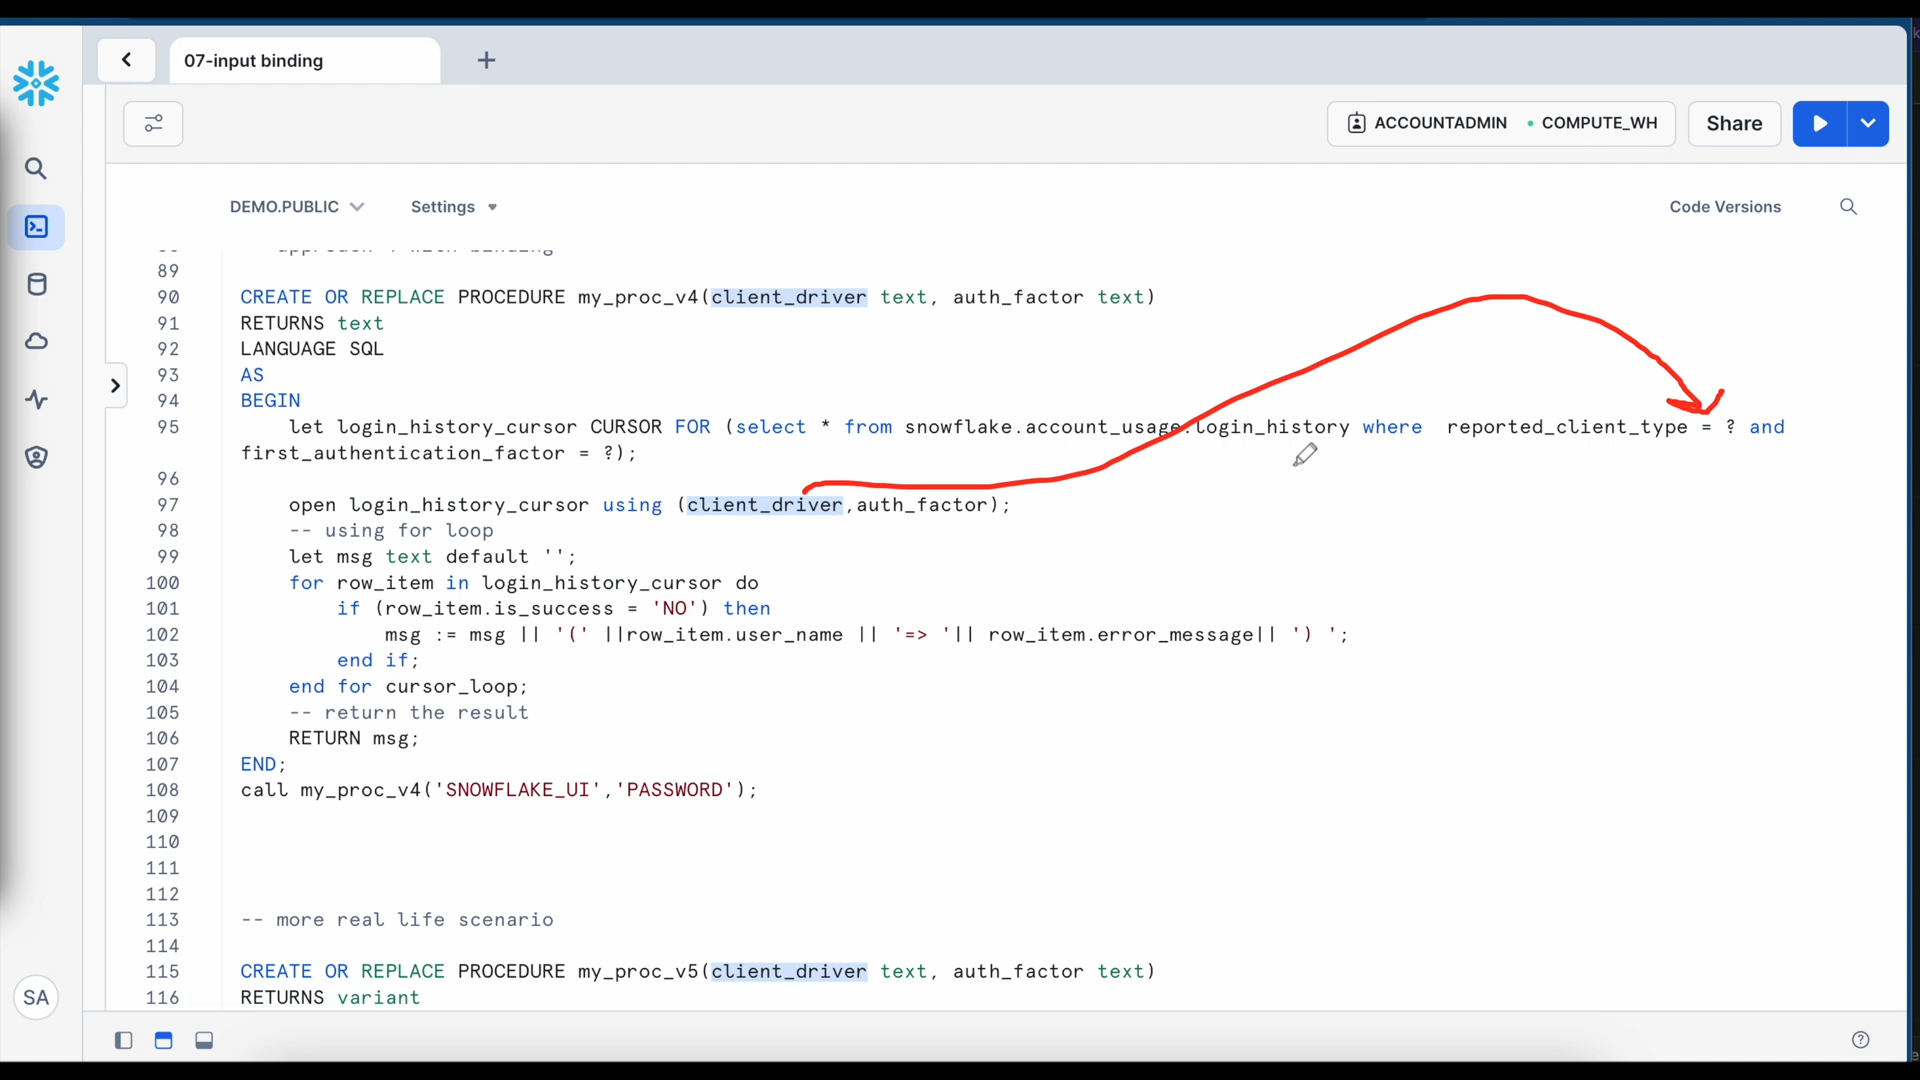 07-input binding
ACCOUNTADMIN • COMPUTE_WH
Share
DEMO.PUBLIC
Settings
Code Versions
89
90 CREATE OR REPLACE PROCEDURE my_proc_v4(client_driver text, auth_factor text)
91 RETURNS text
92 LANGUAGE SQL
93 AS
94 BEGIN
95 let login_history_cursor CURSOR FOR (select * from snowflake.account_usage.login_history where reported_client_type = ? and
first_authentication_factor = ?);
96
97 open login_history_cursor using (client_driver,auth_factor);
98 -- using for loop
99 let msg text default '';
100 for row_item in login_history_cursor do
101 if (row_item.is_success = 'NO') then
102 msg := msg || '(' ||row_item.user_name || '=> '|| row_item.error_message|| ') ';
103 end if;
104 end for cursor_loop;
105 -- return the result
106 RETURN msg;
107 END;
108 call my_proc_v4('SNOWFLAKE_UI','PASSWORD');
109
110
111
112
113 -- more real life scenario
114
115 CREATE OR REPLACE PROCEDURE my_proc_v5(client_driver text, auth_factor text)
116 RETURNS variant
SA